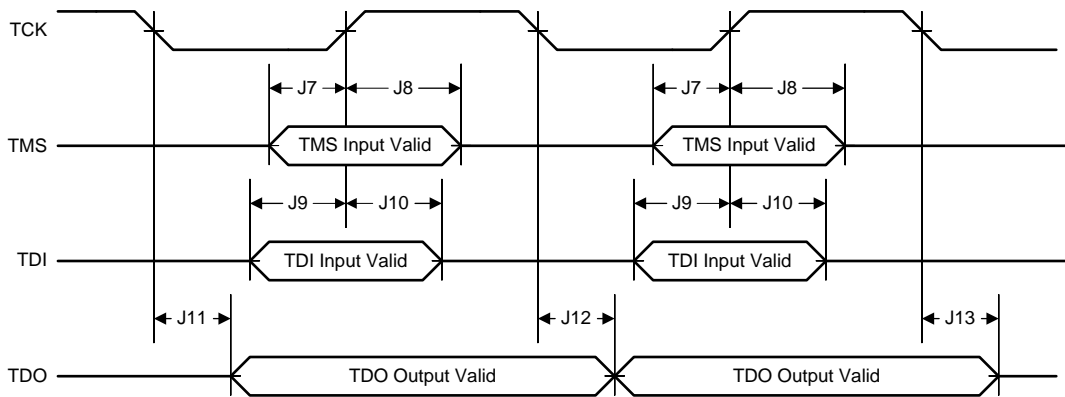 TCK
J7 J8 J7 J8
TMS TMS Input Valid TMS Input Valid
J9 J10 J9 J10
TDI TDI Input Valid TDI Input Valid
J11 J12 J13
TDO TDO Output Valid TDO Output Valid